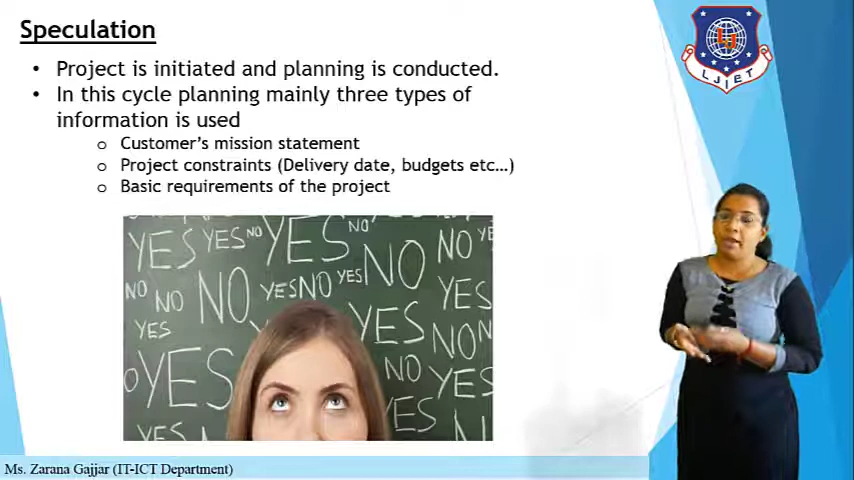 Speculation
• Project is initiated and planning is conducted.
• In this cycle planning mainly three types of
information is used
o Customer's mission statement
o Project constraints (Delivery date, budgets etc...)
o Basic requirements of the project
YES YES NO YES NO NO YE
NO NO NO YES NO YES NO YES
YES YES NO N
O YES NO YES
YES YES N
LJIET
Ms. Zarana Gajjar (IT-ICT Department)